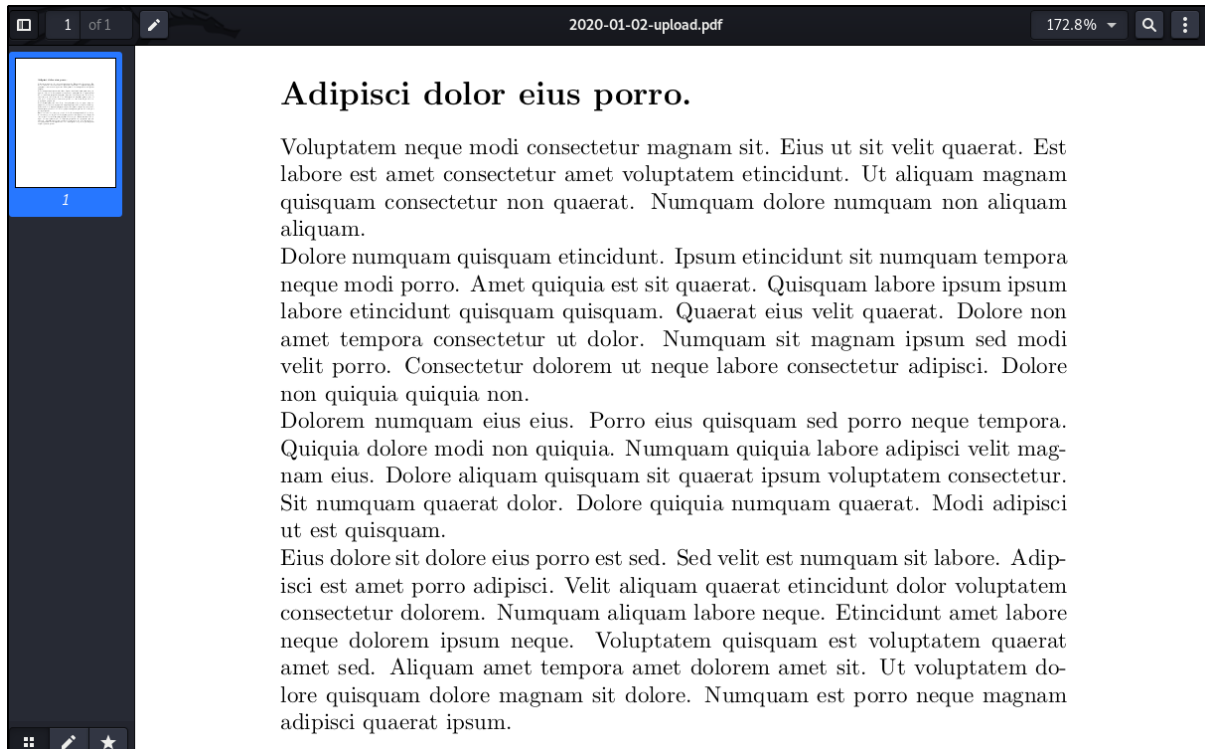 1 of 1 2020-01-02-upload.pdf 172.8%
1
Adipisci dolor eius porro.
Voluptatem neque modi consectetur magnam sit. Eius ut sit velit quaerat. Est
labore est amet consectetur amet voluptatem etincidunt. Ut aliquam magnam
quisquam consectetur non quaerat. Numquam dolore numquam non aliquam
aliquam.
Dolore numquam quisquam etincidunt. Ipsum etincidunt sit numquam tempora
neque modi porro. Amet quiquia est sit quaerat. Quisquam labore ipsum ipsum
labore etincidunt quisquam quisquam. Quaerat eius velit quaerat. Dolore non
amet tempora consectetur ut dolor. Numquam sit magnam ipsum sed modi
velit porro. Consectetur dolorem ut neque labore consectetur adipisci. Dolore
non quiquia quiquia non.
Dolorem numquam eius eius. Porro eius quisquam sed porro neque tempora.
Quiquia dolore modi non quiquia. Numquam quiquia labore adipisci velit mag-
nam eius. Dolore aliquam quisquam sit quaerat ipsum voluptatem consectetur.
Sit numquam quaerat dolor. Dolore quiquia numquam quaerat. Modi adipisci
ut est quisquam.
Eius dolore sit dolore eius porro est sed. Sed velit est numquam sit labore. Adip-
isci est amet porro adipisci. Velit aliquam quaerat etincidunt dolor voluptatem
consectetur dolorem. Numquam aliquam labore neque. Etincidunt amet labore
neque dolorem ipsum neque. Voluptatem quisquam est voluptatem quaerat
amet sed. Aliquam amet tempora amet dolorem amet sit. Ut voluptatem do-
lore quisquam dolore magnam sit dolore. Numquam est porro neque magnam
adipisci quaerat ipsum.